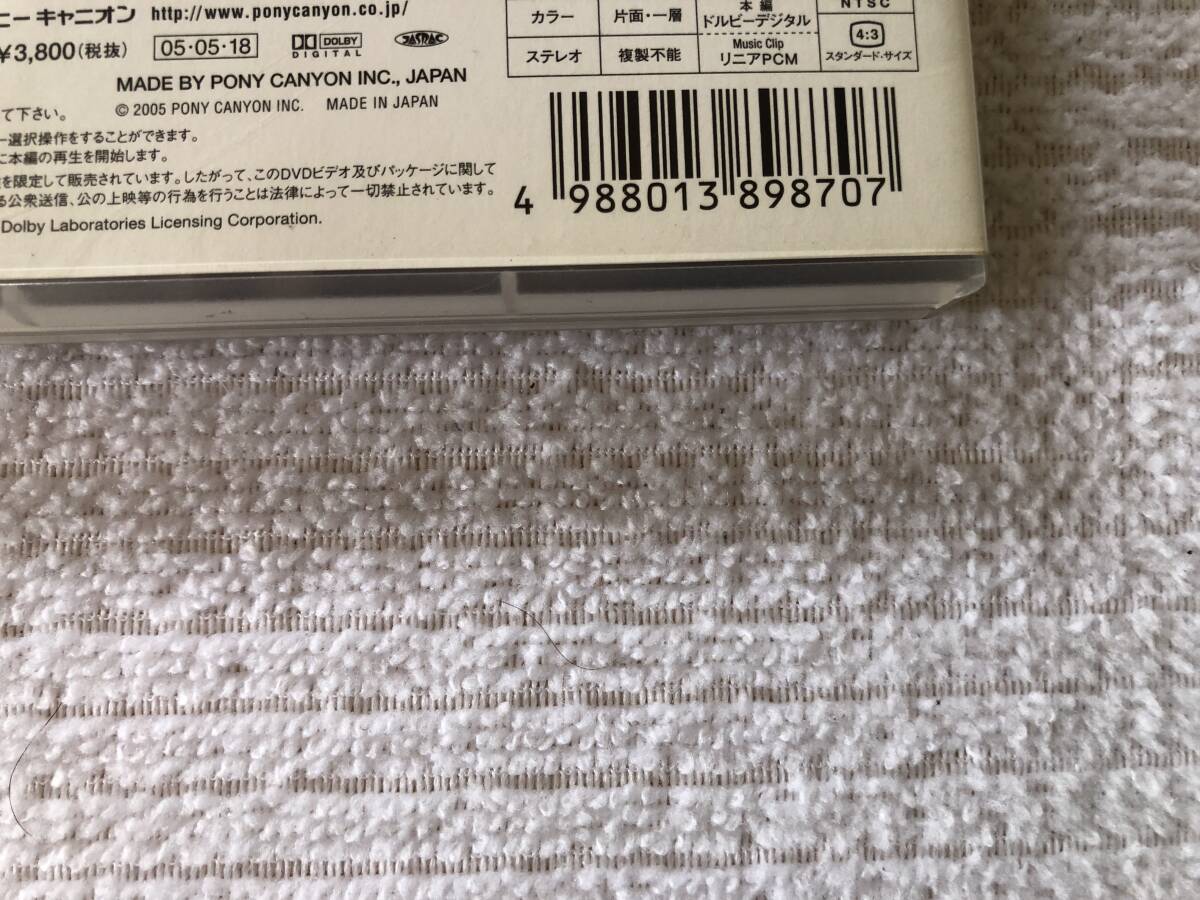 ニー キャニオン http://www.ponycanyon.co.jp/
¥3,800(税抜) 05・05・18 DOLBY DIGITAL JASRAC
MADE BY PONY CANYON INC., JAPAN
© 2005 PONY CANYON INC. MADE IN JAPAN
て下さい。
ー選択操作をすることができます。
に本編の再生を開始します。
を限定して販売されています。したがって、このDVDビデオ及びパッケージに関して
る公衆送信、公の上映等の行為を行うことは法律によって一切禁止されています。
Dolby Laboratories Licensing Corporation.
カラー
片面・一層
本編
ドルビーデジタル
NTSC
ステレオ
複製不能
Music Clip
リニアPCM
4:3
スタンダード・サイズ
4 988013 898707